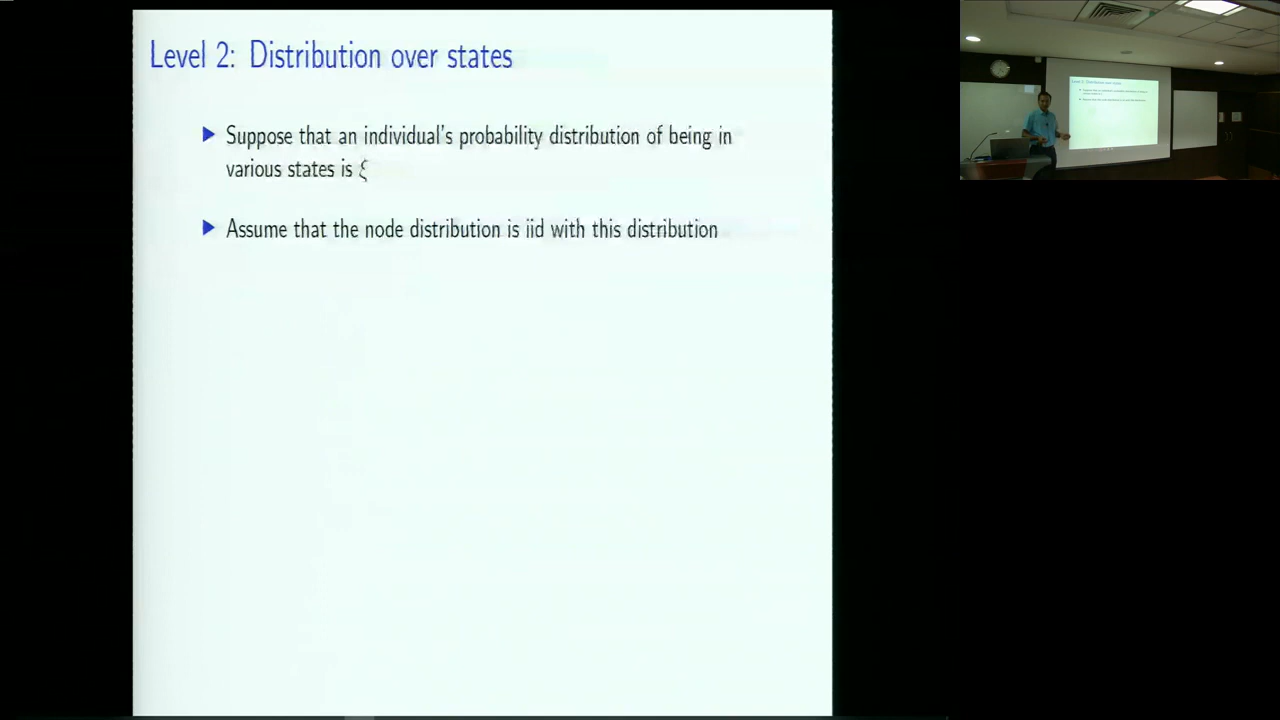 Level 2: Distribution over states
▶ Suppose that an individual's probability distribution of being in
various states is ξ
▶ Assume that the node distribution is iid with this distribution